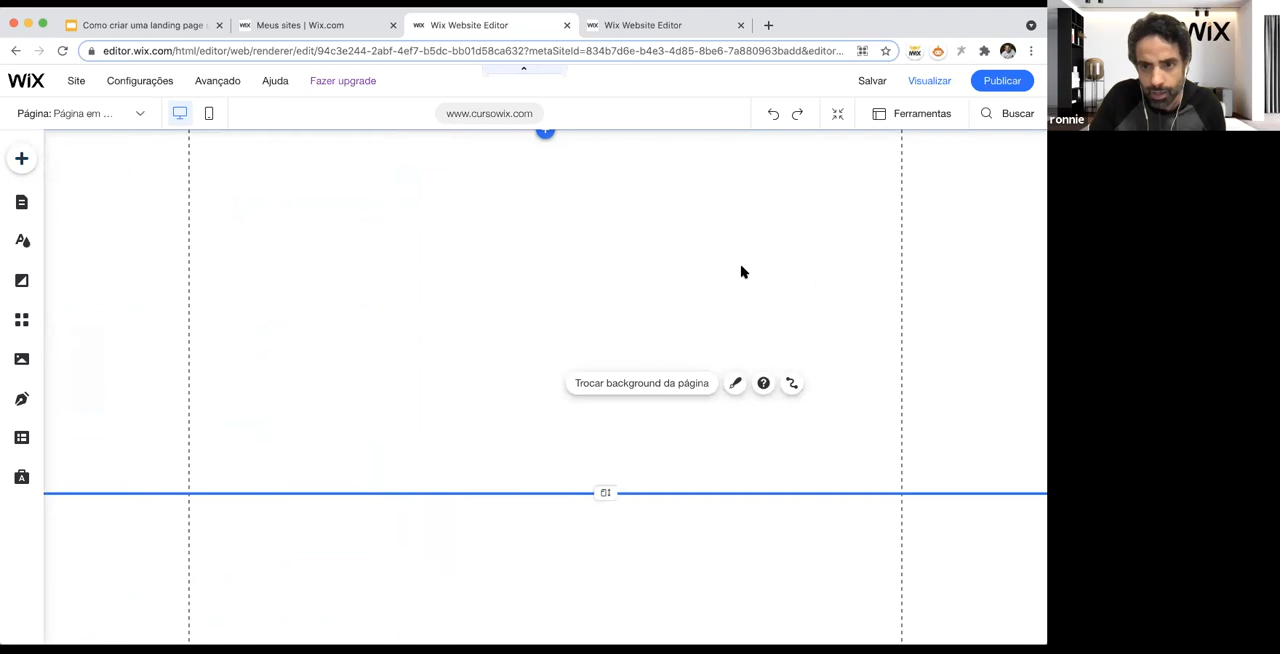 Como criar uma landing page
Meus sites | Wix.com
Wix Website Editor
Wix Website Editor
editor.wix.com/html/editor/web/renderer/edit/94c3e244-2abf-4ef7-b5dc-bb01d58ca632?metaSiteId=834b7d6e-b4e3-4d85-8be6-7a880963badd&editor...
WiX
Site
Configurações
Avançado
Ajuda
Fazer upgrade
Salvar
Visualizar
Publicar
Página: Página em ...
www.cursowix.com
Ferramentas
Buscar
WiX
ronnie
Trocar background da página